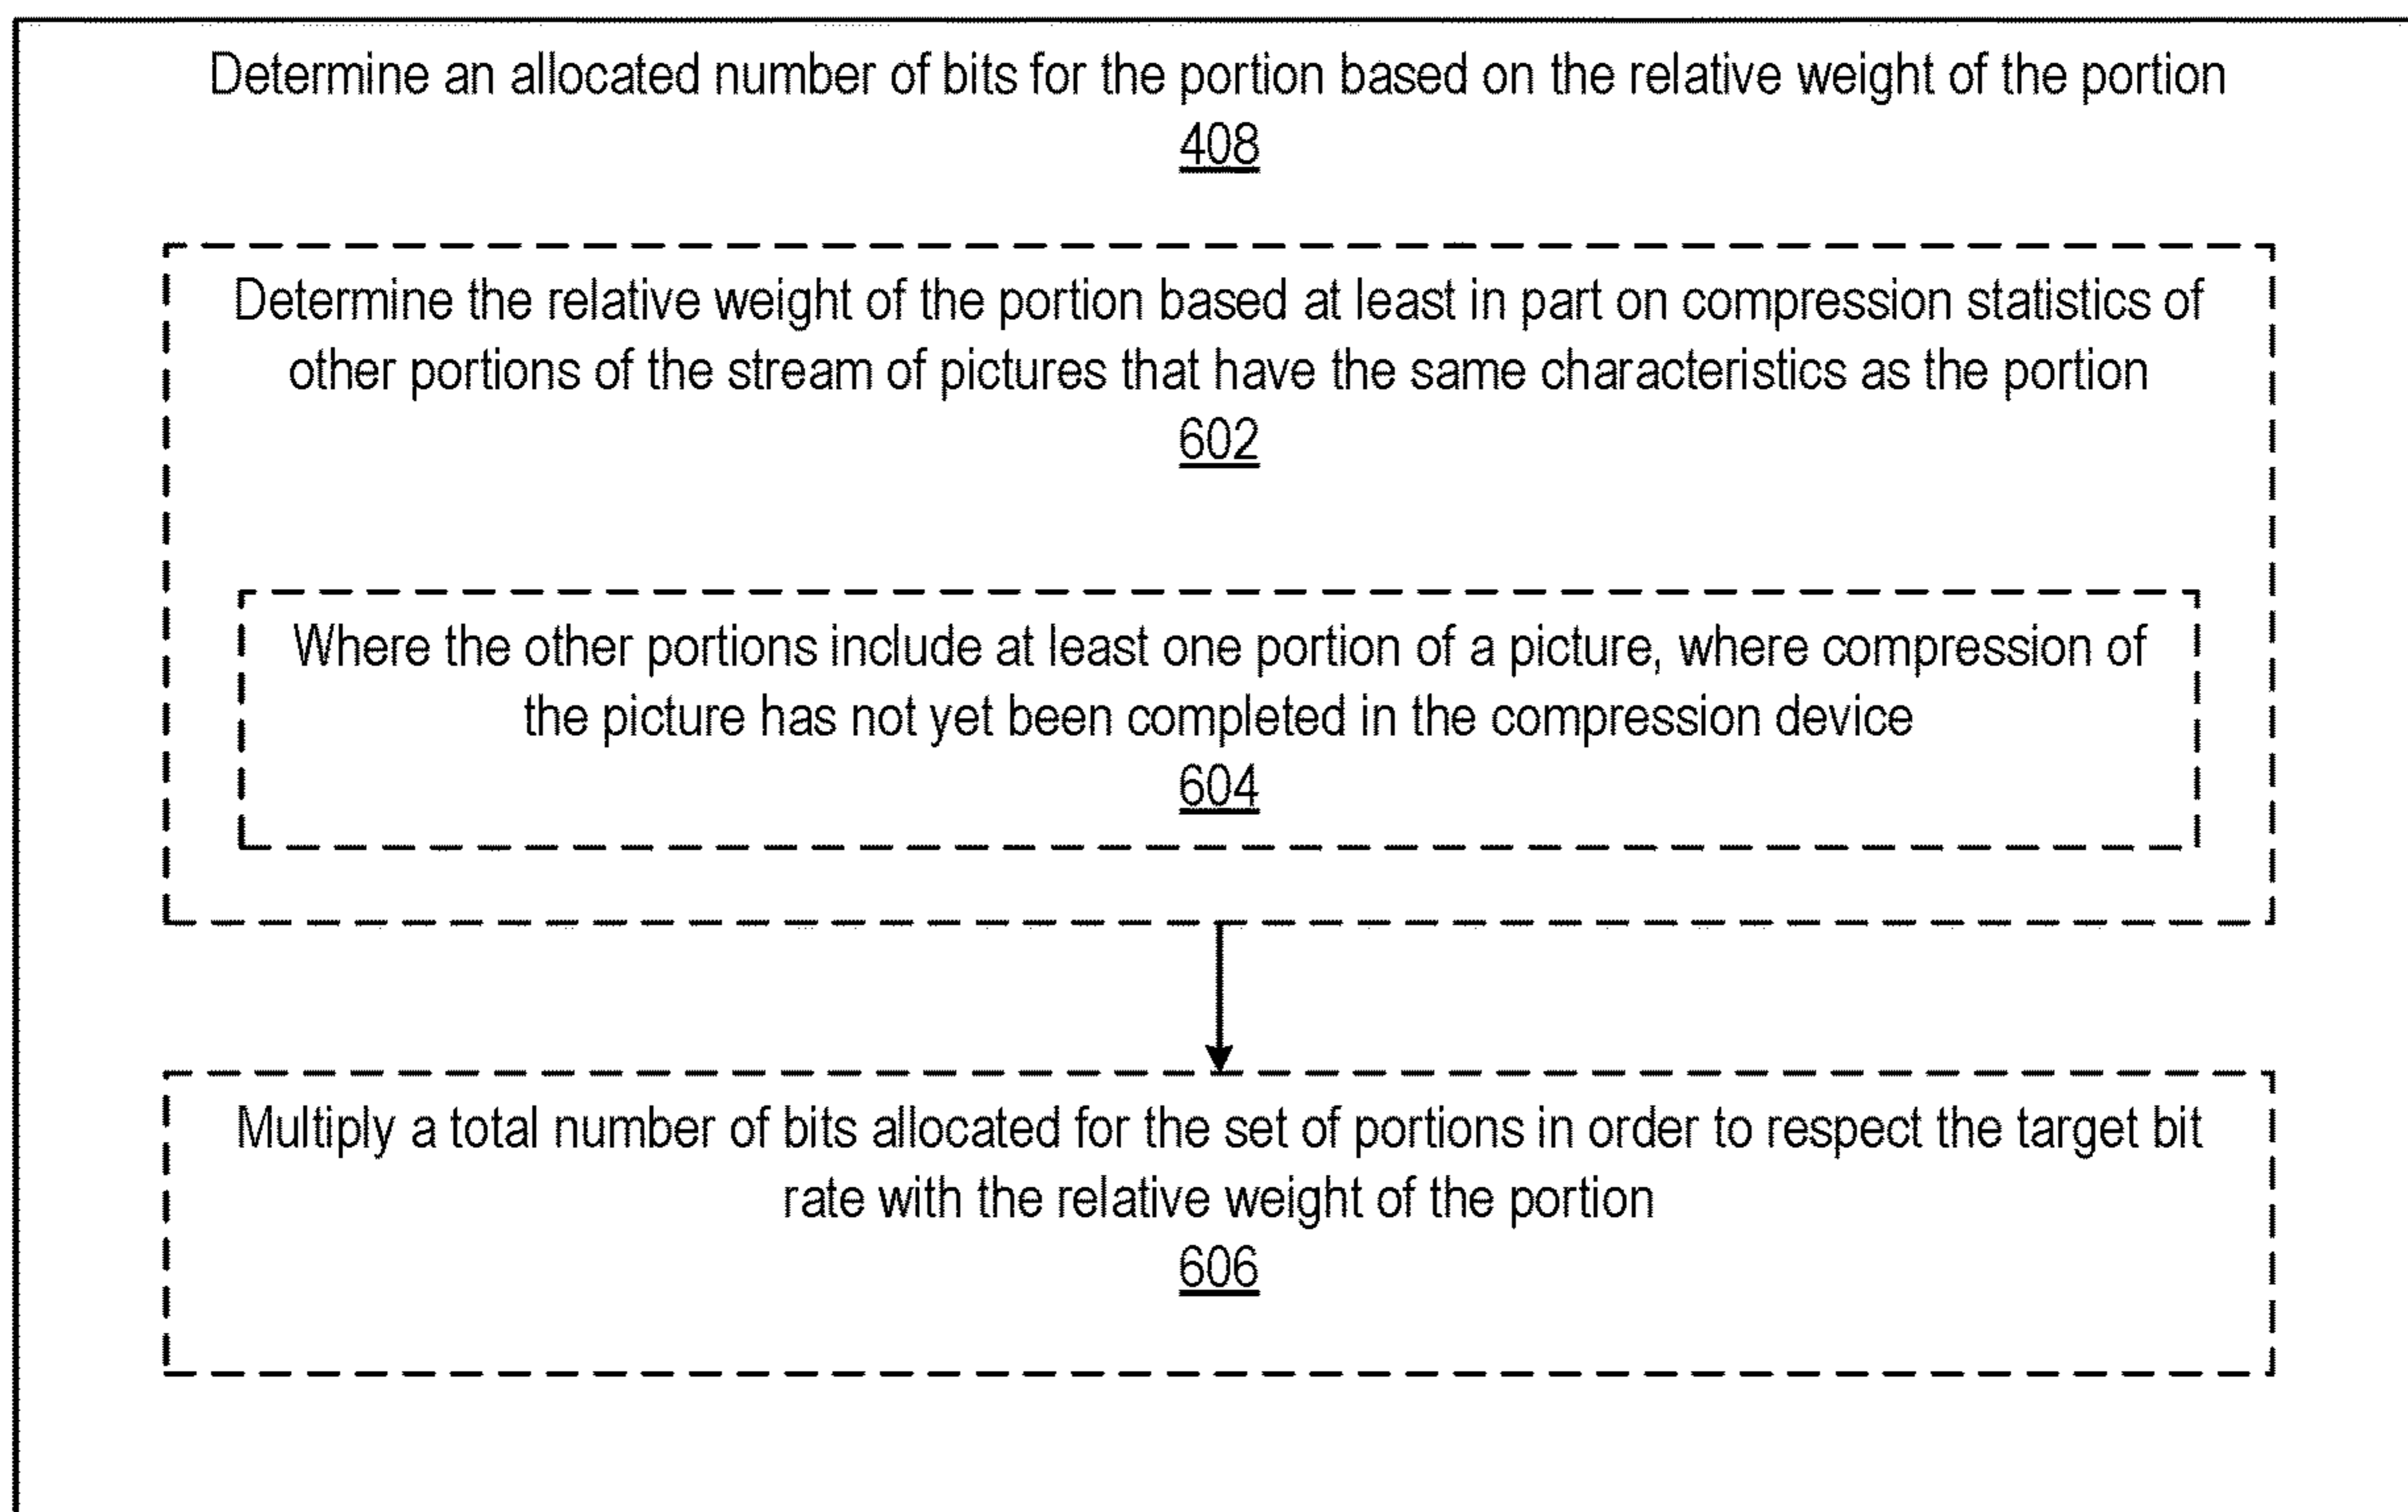 Determine an allocated number of bits for the portion based on the relative weight of the portion
408
Determine the relative weight of the portion based at least in part on compression statistics of
other portions of the stream of pictures that have the same characteristics as the portion
602
Where the other portions include at least one portion of a picture, where compression of
the picture has not yet been completed in the compression device
604
Multiply a total number of bits allocated for the set of portions in order to respect the target bit
rate with the relative weight of the portion
606